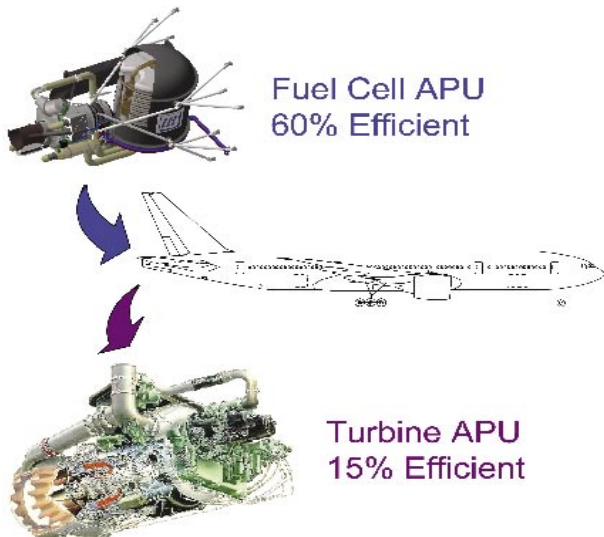 Fuel Cell APU
60% Efficient
Turbine APU
15% Efficient